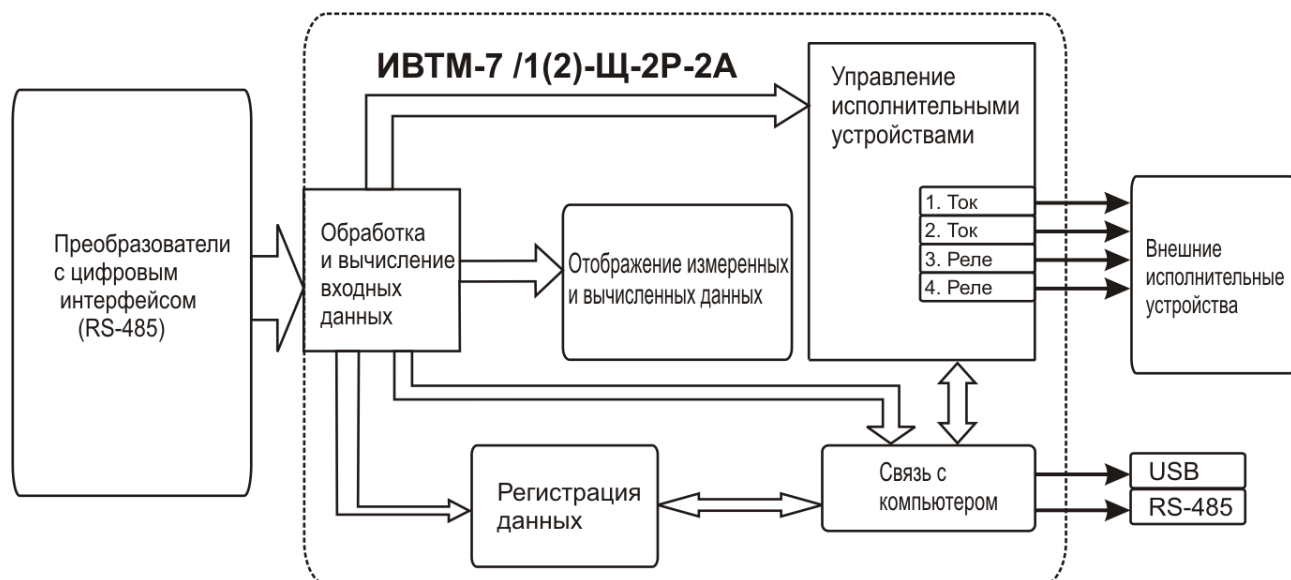 ИВТМ-7 /1(2)-Щ-2Р-2А
Преобразователи
с цифровым
интерфейсом
(RS-485)
Обработка
и вычисление
входных
данных
Отображение измеренных
и вычисленных данных
Управление
исполнительными
устройствами
1. Ток
2. Ток
3. Реле
4. Реле
Внешние
исполнительные
устройства
Регистрация
данных
Связь с
компьютером
USB
RS-485